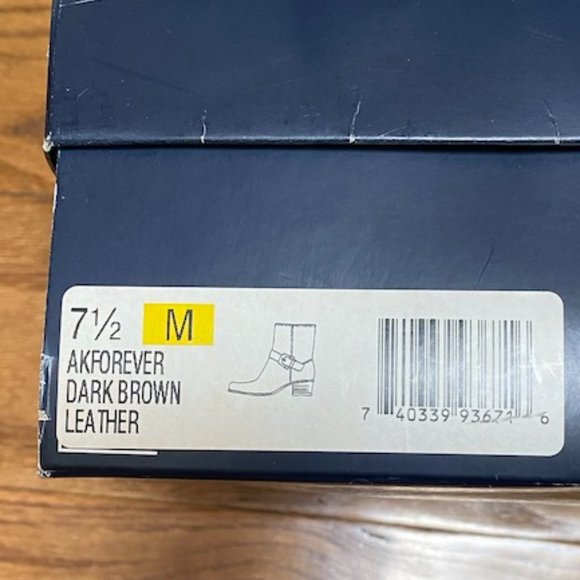 7½ M
AKFOREVER
DARK BROWN
LEATHER
7 40339 93671 6